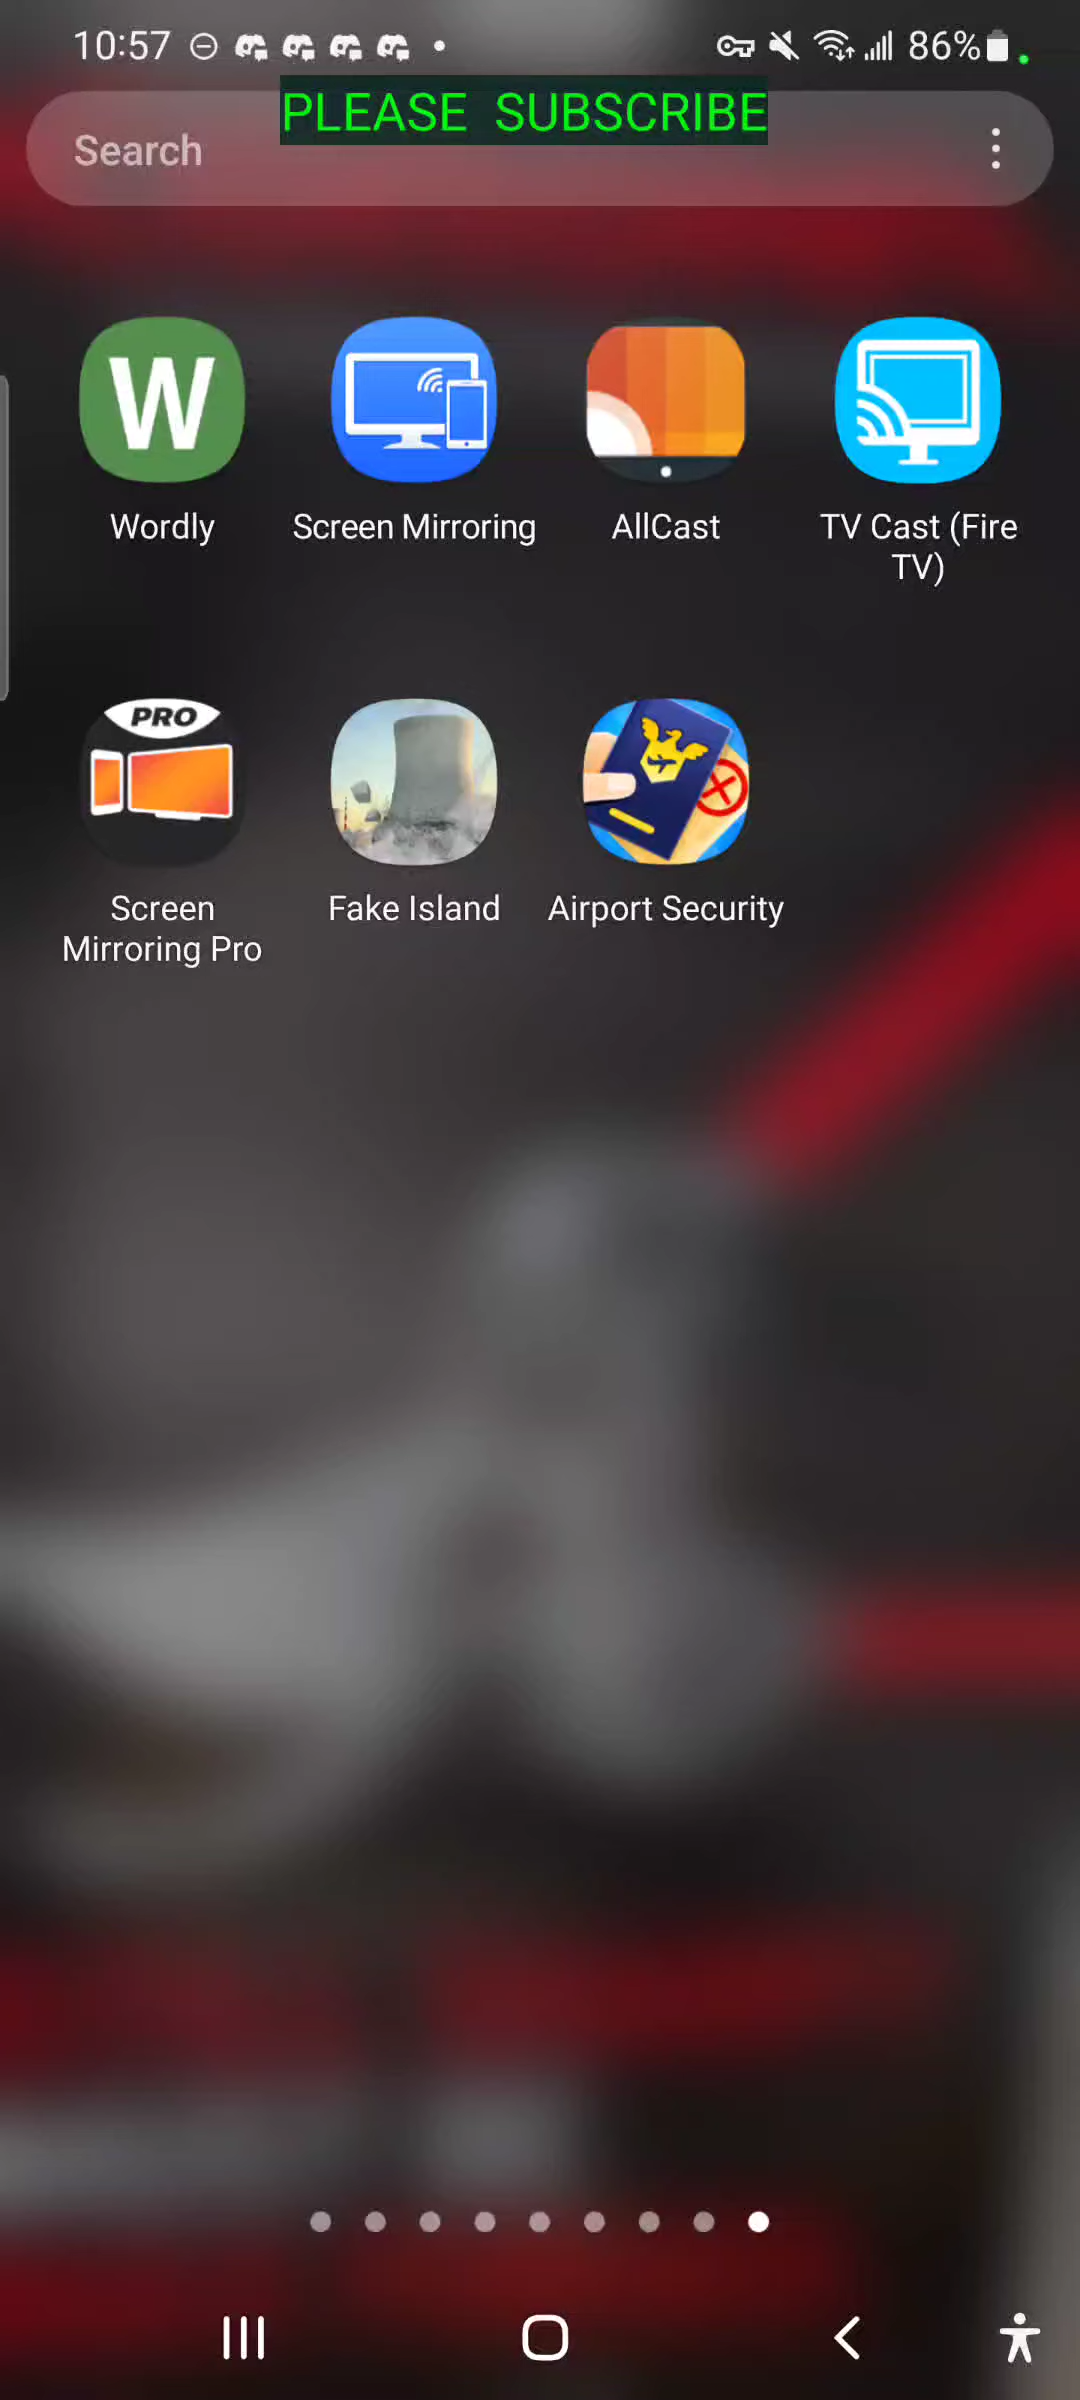 10:57
86%
PLEASE SUBSCRIBE
Search
W
Wordly
Screen Mirroring
AllCast
TV Cast (Fire
TV)
PRO
Screen
Mirroring Pro
Fake Island
Airport Security